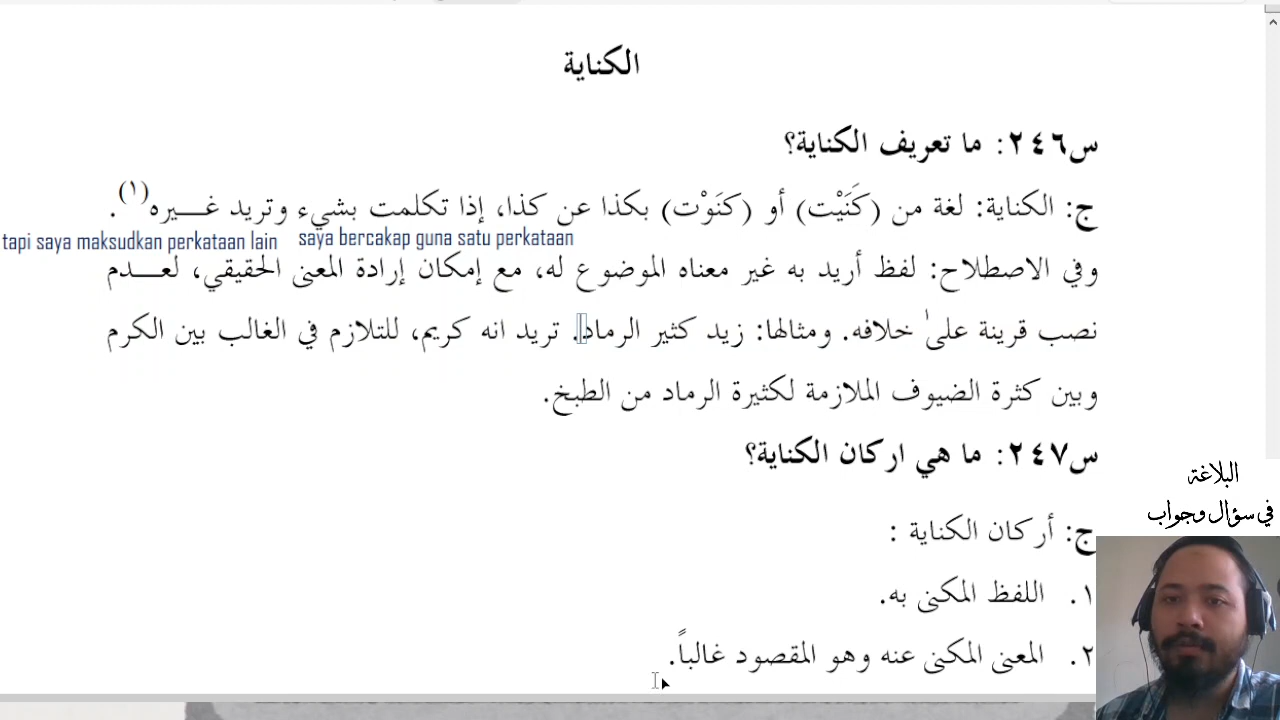 الكناية
س٢٤٦: ما تعريف الكناية؟
ج: الكناية: لغة من (كَنَيْت) أو (كنَوْت) بكذا عن كذا، إذا تكلمت بشيء وتريد غـــيره(١).
tapi saya maksudkan perkataan lain saya bercakap guna satu perkataan
وفي الاصطلاح: لفظ أريد به غير معناه الموضوع له، مع إمكان إرادة المعنى الحقيقي، لعـــدم
نصب قرينة على خلافه. ومثالها: زيد كثير الرماد. تريد انه كريم، للتلازم في الغالب بين الكرم
وبين كثرة الضيوف الملازمة لكثيرة الرماد من الطبخ.
س٢٤٧: ما هي اركان الكناية؟
ج: أركان الكناية :
١. اللفظ المكنى به.
٢. المعنى المكنى عنه وهو المقصود غالباً.
البلاغة
في سؤال وجواب